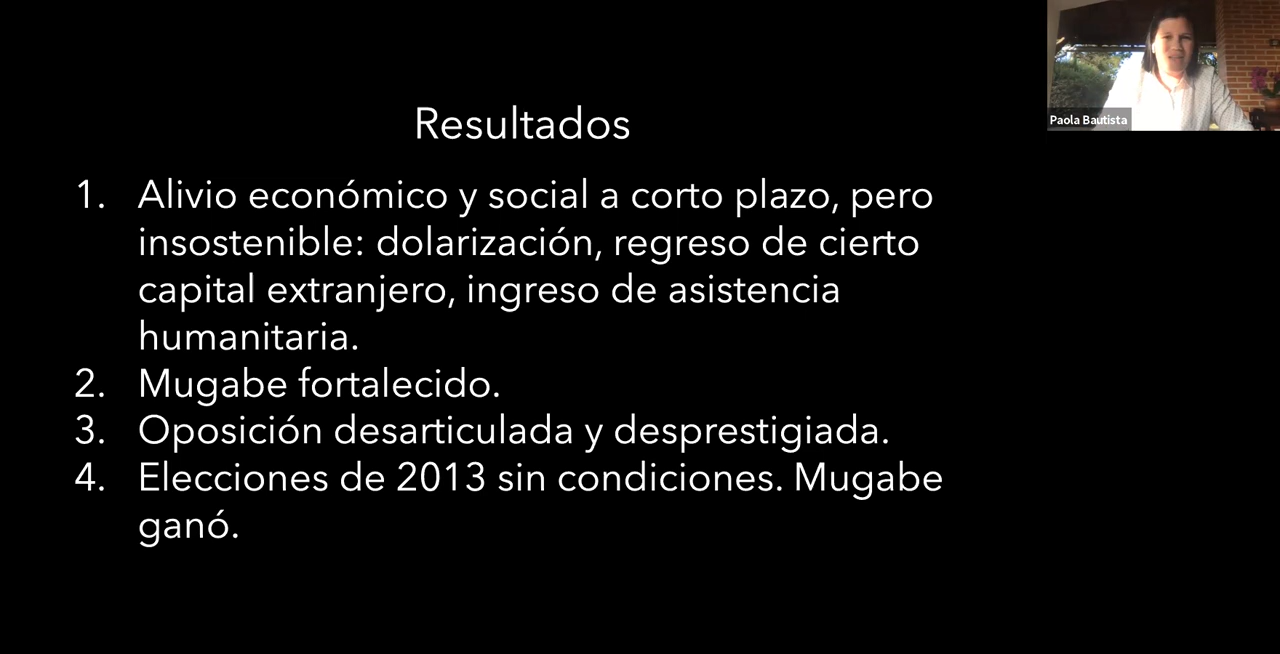 Resultados
1. Alivio económico y social a corto plazo, pero
insostenible: dolarización, regreso de cierto
capital extranjero, ingreso de asistencia
humanitaria.
2. Mugabe fortalecido.
3. Oposición desarticulada y desprestigiada.
4. Elecciones de 2013 sin condiciones. Mugabe
ganó.
Paola Bautista